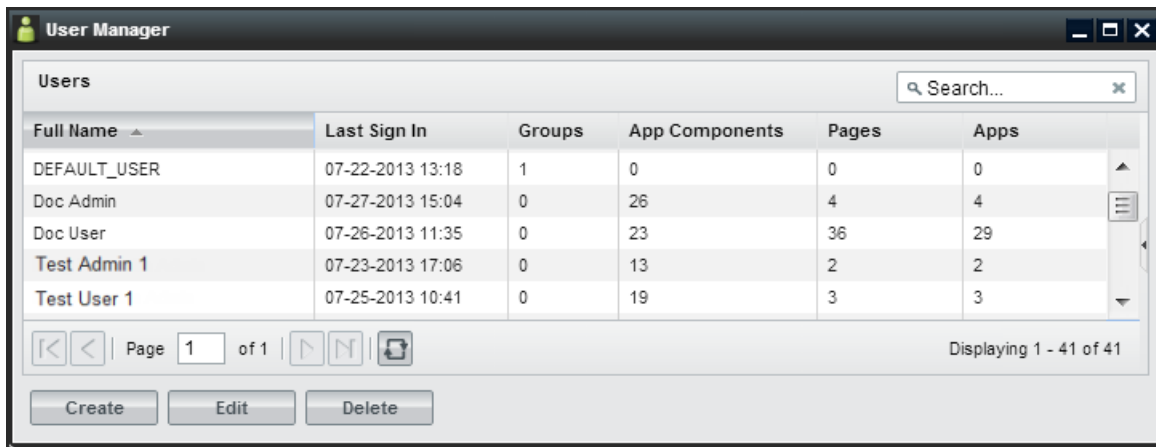 User Manager
Users Search...
Full Name Last Sign In Groups App Components Pages Apps
DEFAULT_USER 07-22-2013 13:18 1 0 0 0
Doc Admin 07-27-2013 15:04 0 26 4 4
Doc User 07-26-2013 11:35 0 23 36 29
Test Admin 1 07-23-2013 17:06 0 13 2 2
Test User 1 07-25-2013 10:41 0 19 3 3
Page 1 of 1 Displaying 1 - 41 of 41
Create Edit Delete